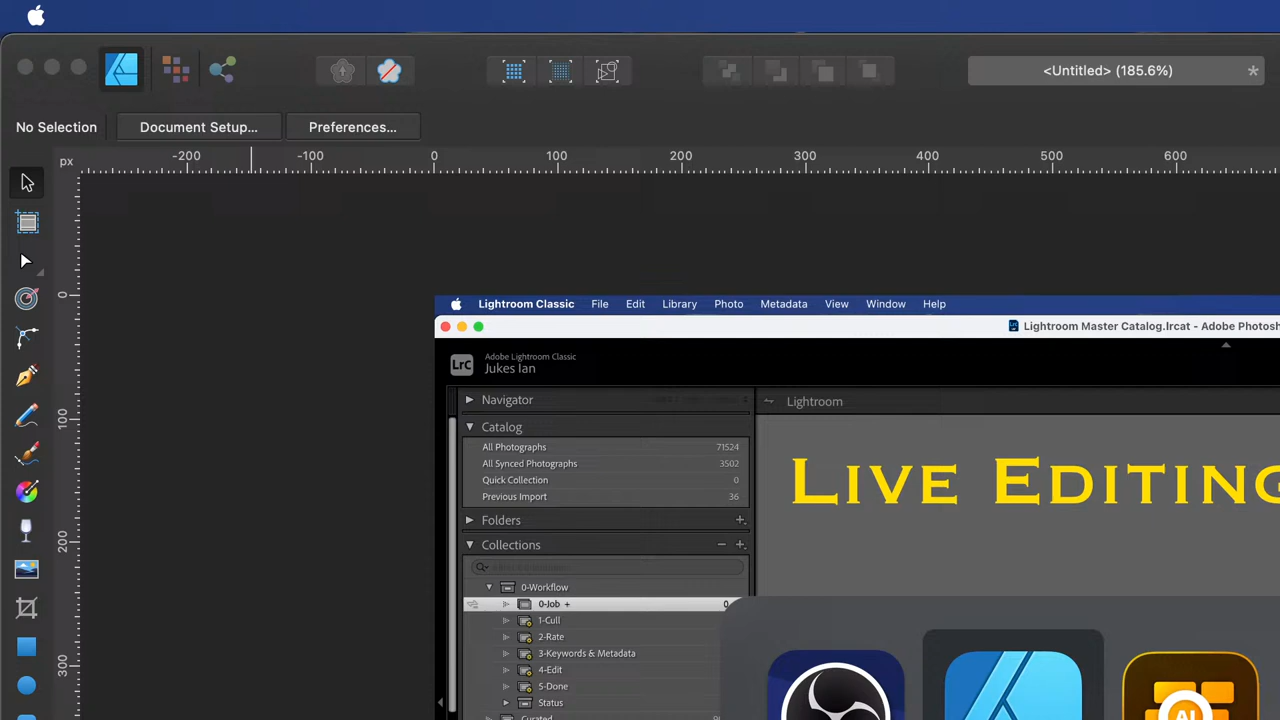 <Untitled> (185.6%)
*
No Selection
Document Setup...
Preferences...
px
-200 -100 0 100 200 300 400 500 600
0
100
200
300
Lightroom Classic File Edit Library Photo Metadata View Window Help
Lrc Lightroom Master Catalog.lrcat - Adobe Photosh
LrC
Adobe Lightroom Classic
Jukes Ian
Navigator
Lightroom
Catalog
All Photographs 71524
All Synced Photographs 3502
Quick Collection 0
Previous Import 36
LIVE EDITING
Folders +
Collections − +
0-Workflow
0-Job + 0
1-Cull
2-Rate
3-Keywords & Metadata
4-Edit
5-Done
Status
Curated
AI